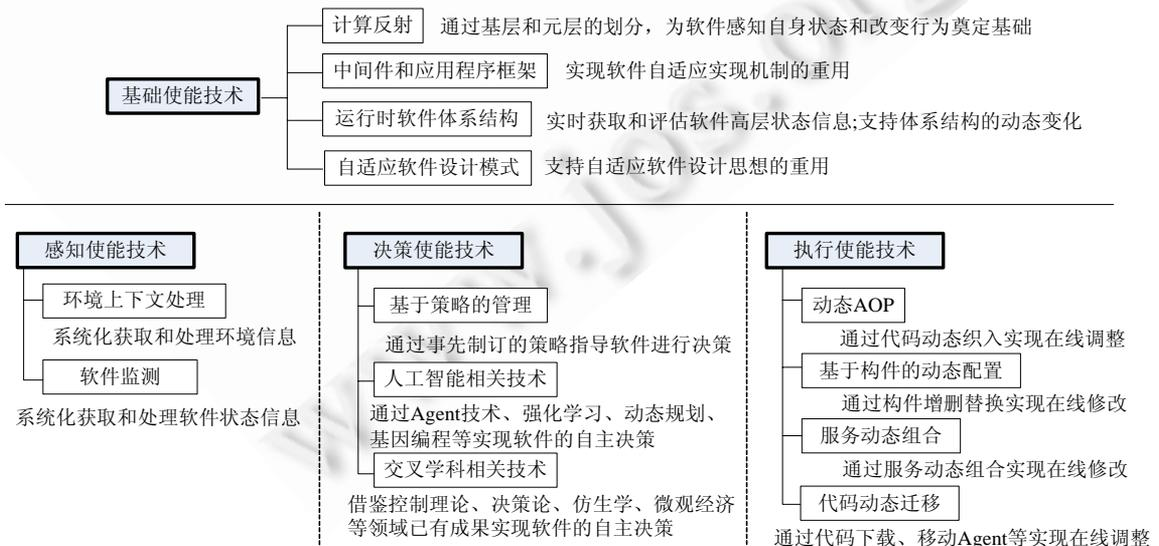 计算反射
通过基层和元层的划分，为软件感知自身状态和改变行为奠定基础
中间件和应用程序框架
实现软件自适应实现机制的重用
基础使能技术
运行时软件体系结构
实时获取和评估软件高层状态信息;支持体系结构的动态变化
自适应软件设计模式
支持自适应软件设计思想的重用
感知使能技术
环境上下文处理
系统化获取和处理环境信息
软件监测
系统化获取和处理软件状态信息
决策使能技术
基于策略的管理
通过事先制订的策略指导软件进行决策
人工智能相关技术
通过Agent技术、强化学习、动态规划、
基因编程等实现软件的自主决策
交叉学科相关技术
借鉴控制理论、决策论、仿生学、微观经济
等领域已有成果实现软件的自主决策
执行使能技术
动态AOP
通过代码动态织入实现在线调整
基于构件的动态配置
通过构件增删替换实现在线修改
服务动态组合
通过服务动态组合实现在线修改
代码动态迁移
通过代码下载、移动Agent等实现在线调整
www.jos.o